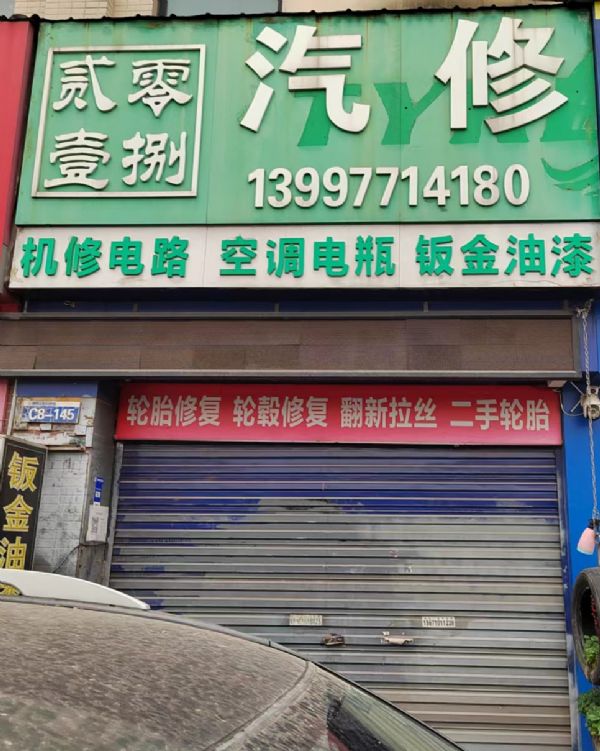 贰零
壹捌
汽修
13997714180
机修电路 空调电瓶 钣金油漆
C8-145
轮胎修复 轮毂修复 翻新拉丝 二手轮胎
钣金油